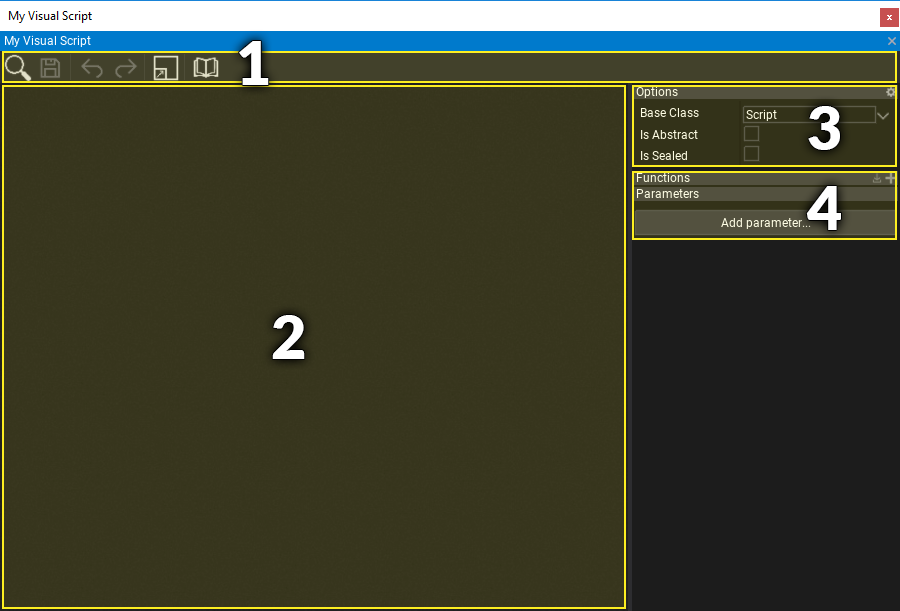 My Visual Script
x
My Visual Script
1
Options
Base Class Script
Is Abstract
Is Sealed
3
Functions
Parameters
Add parameter...
4
2